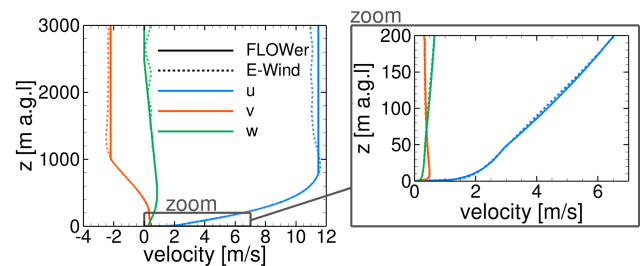 zoom
3000
2000
1000
0
z [m a.g.l]
FLOWer
E-Wind
u
v
w
zoom
-4 -2 0 2 4 6 8 10 12
velocity [m/s]
200
150
100
50
0
z [m a.g.l]
0 2 4 6
velocity [m/s]